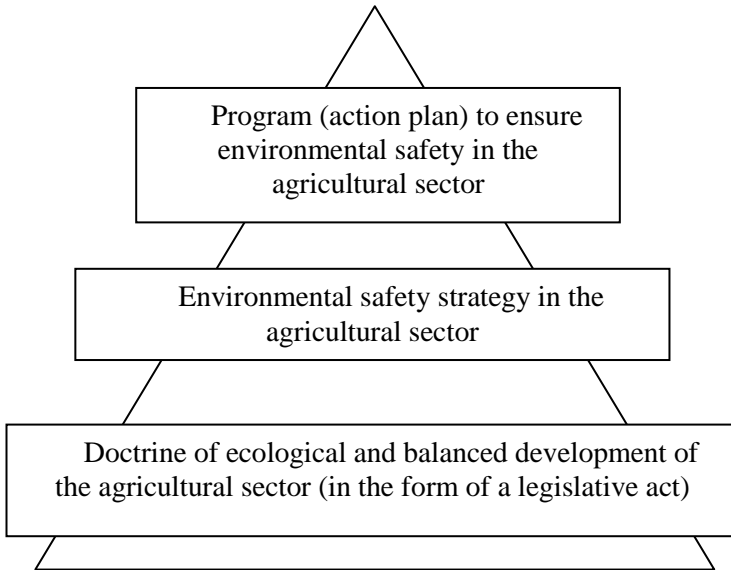 Program (action plan) to ensure
environmental safety in the
agricultural sector
Environmental safety strategy in the
agricultural sector
Doctrine of ecological and balanced development of
the agricultural sector (in the form of a legislative act)